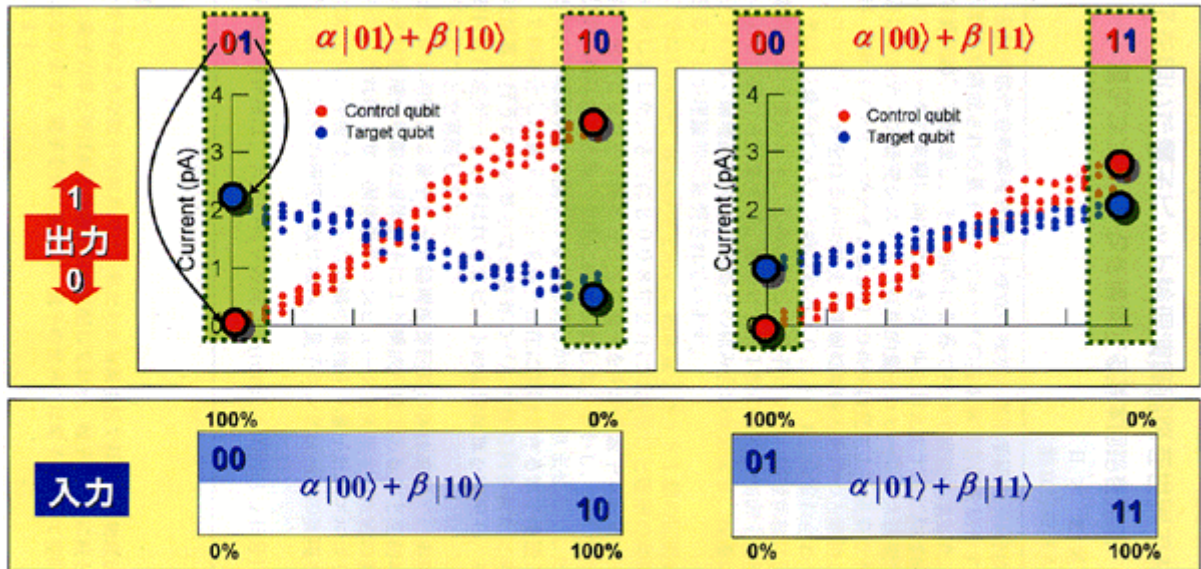 01 α|01⟩ + β|10⟩ 10
4
3
2
1
0
Current (pA)
Control qubit
Target qubit
00 α|00⟩ + β|11⟩ 11
4
3
2
1
0
Current (pA)
Control qubit
Target qubit
1
出力
0
入力
100% 0%
00
α|00⟩ + β|10⟩
10
0% 100%
100% 0%
01
α|01⟩ + β|11⟩
11
0% 100%